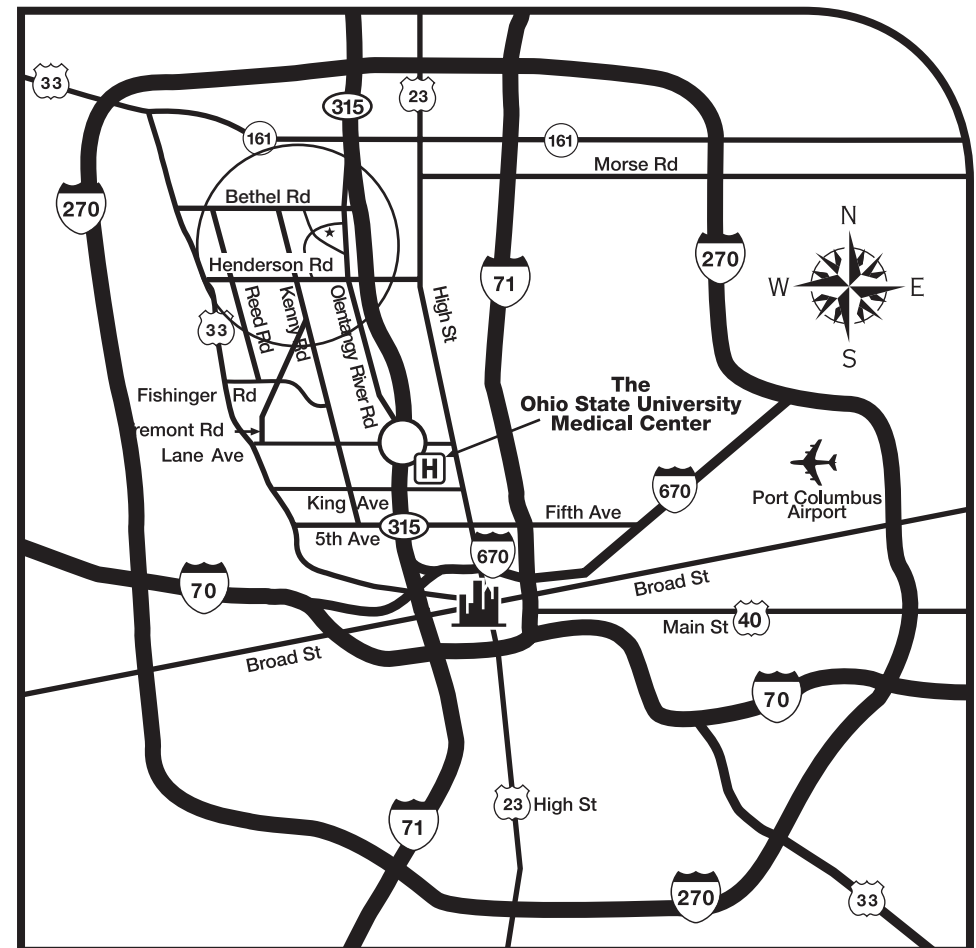 33
315
23
161
161
Morse Rd
270
Bethel Rd
N
W
E
S
270
71
Henderson Rd
33
Reed Rd
Kenny Rd
Olentangy River Rd
High St
Fishinger Rd
The
Ohio State University
Medical Center
remont Rd
Lane Ave
H
670
Port Columbus
Airport
King Ave
315
Fifth Ave
5th Ave
670
70
Broad St
Main St
40
Broad St
70
23
High St
71
270
33